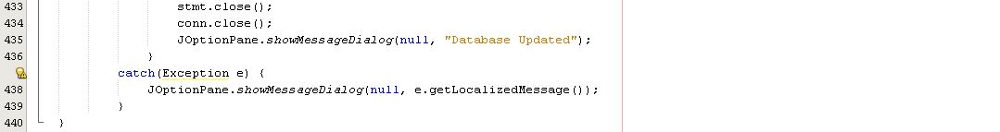 433 stmt.close();
434 conn.close();
435 JOptionPane.showMessageDialog(null, "Database Updated");
436 }
catch(Exception e) {
438 JOptionPane.showMessageDialog(null, e.getLocalizedMessage());
439 }
440 }